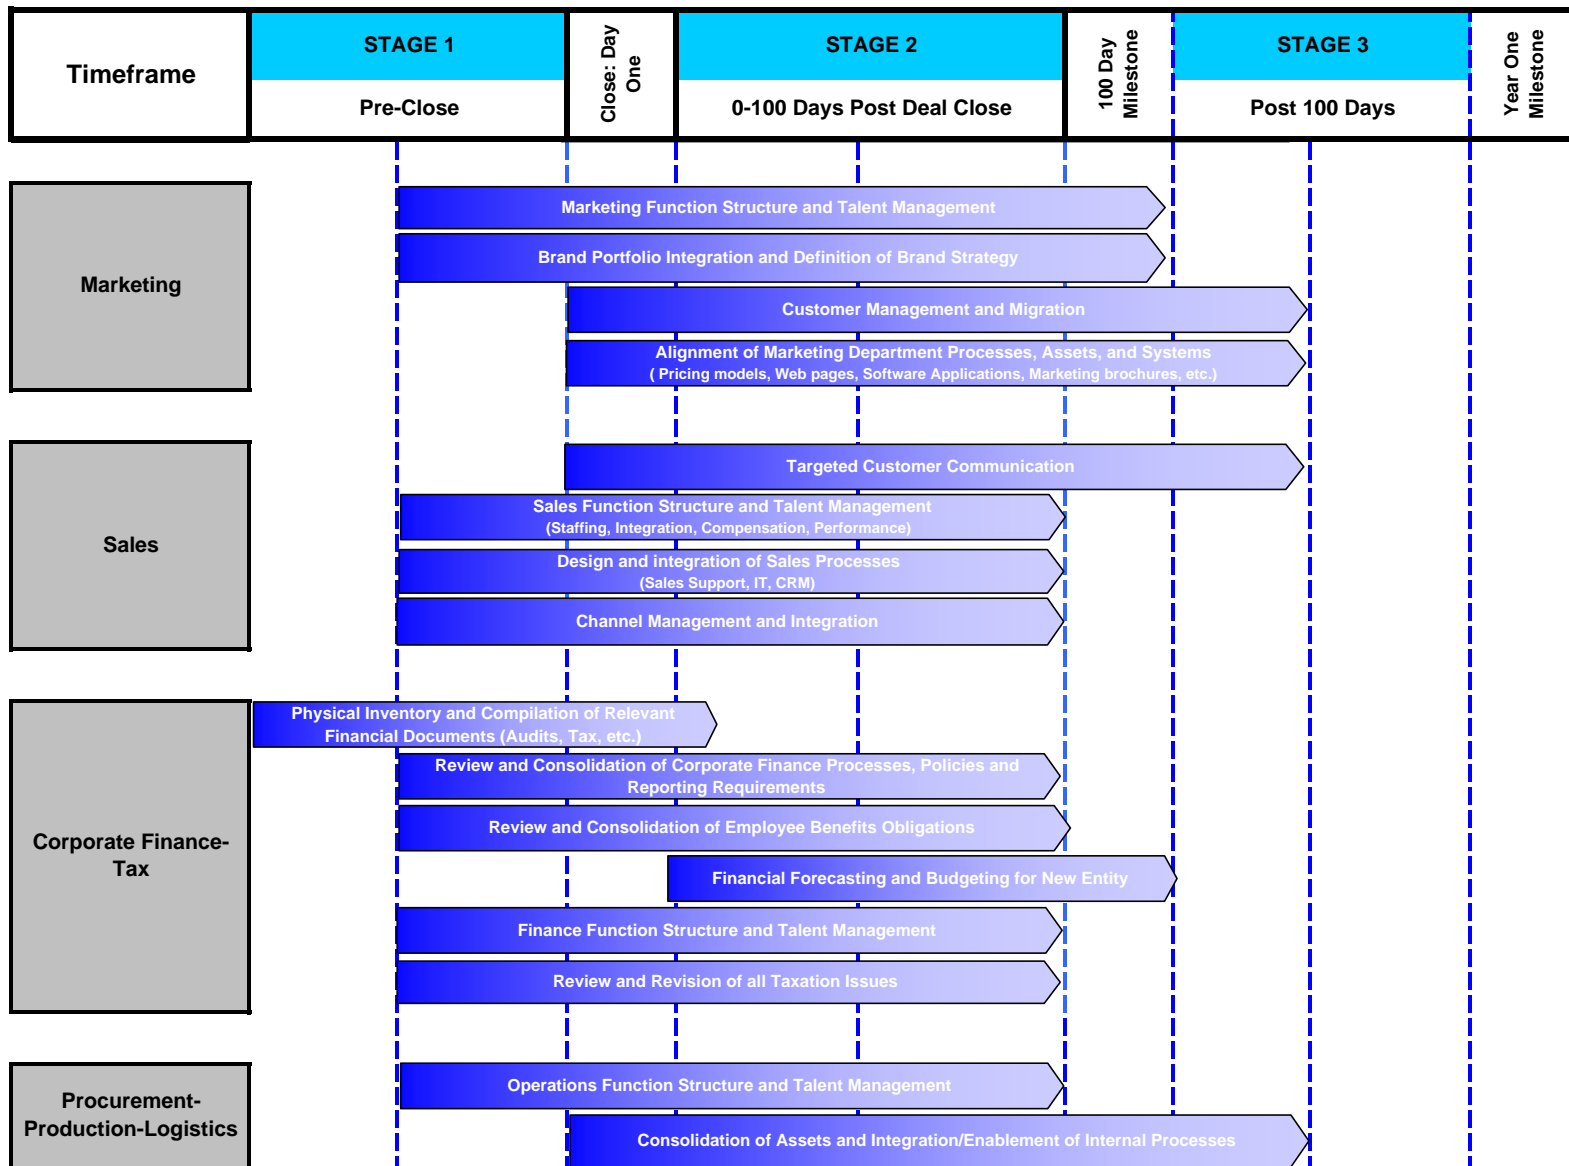 Timeframe
STAGE 1
Pre-Close
Close: Day
One
STAGE 2
0-100 Days Post Deal Close
100 Day
Milestone
STAGE 3
Post 100 Days
Year One
Milestone
Marketing
Marketing Function Structure and Talent Management
Brand Portfolio Integration and Definition of Brand Strategy
Customer Management and Migration
Alignment of Marketing Department Processes, Assets, and Systems
( Pricing models, Web pages, Software Applications, Marketing brochures, etc.)
Sales
Targeted Customer Communication
Sales Function Structure and Talent Management
(Staffing, Integration, Compensation, Performance)
Design and integration of Sales Processes
(Sales Support, IT, CRM)
Channel Management and Integration
Corporate Finance-
Tax
Physical Inventory and Compilation of Relevant
Financial Documents (Audits, Tax, etc.)
Review and Consolidation of Corporate Finance Processes, Policies and
Reporting Requirements
Review and Consolidation of Employee Benefits Obligations
Financial Forecasting and Budgeting for New Entity
Finance Function Structure and Talent Management
Review and Revision of all Taxation Issues
Procurement-
Production-Logistics
Operations Function Structure and Talent Management
Consolidation of Assets and Integration/Enablement of Internal Processes